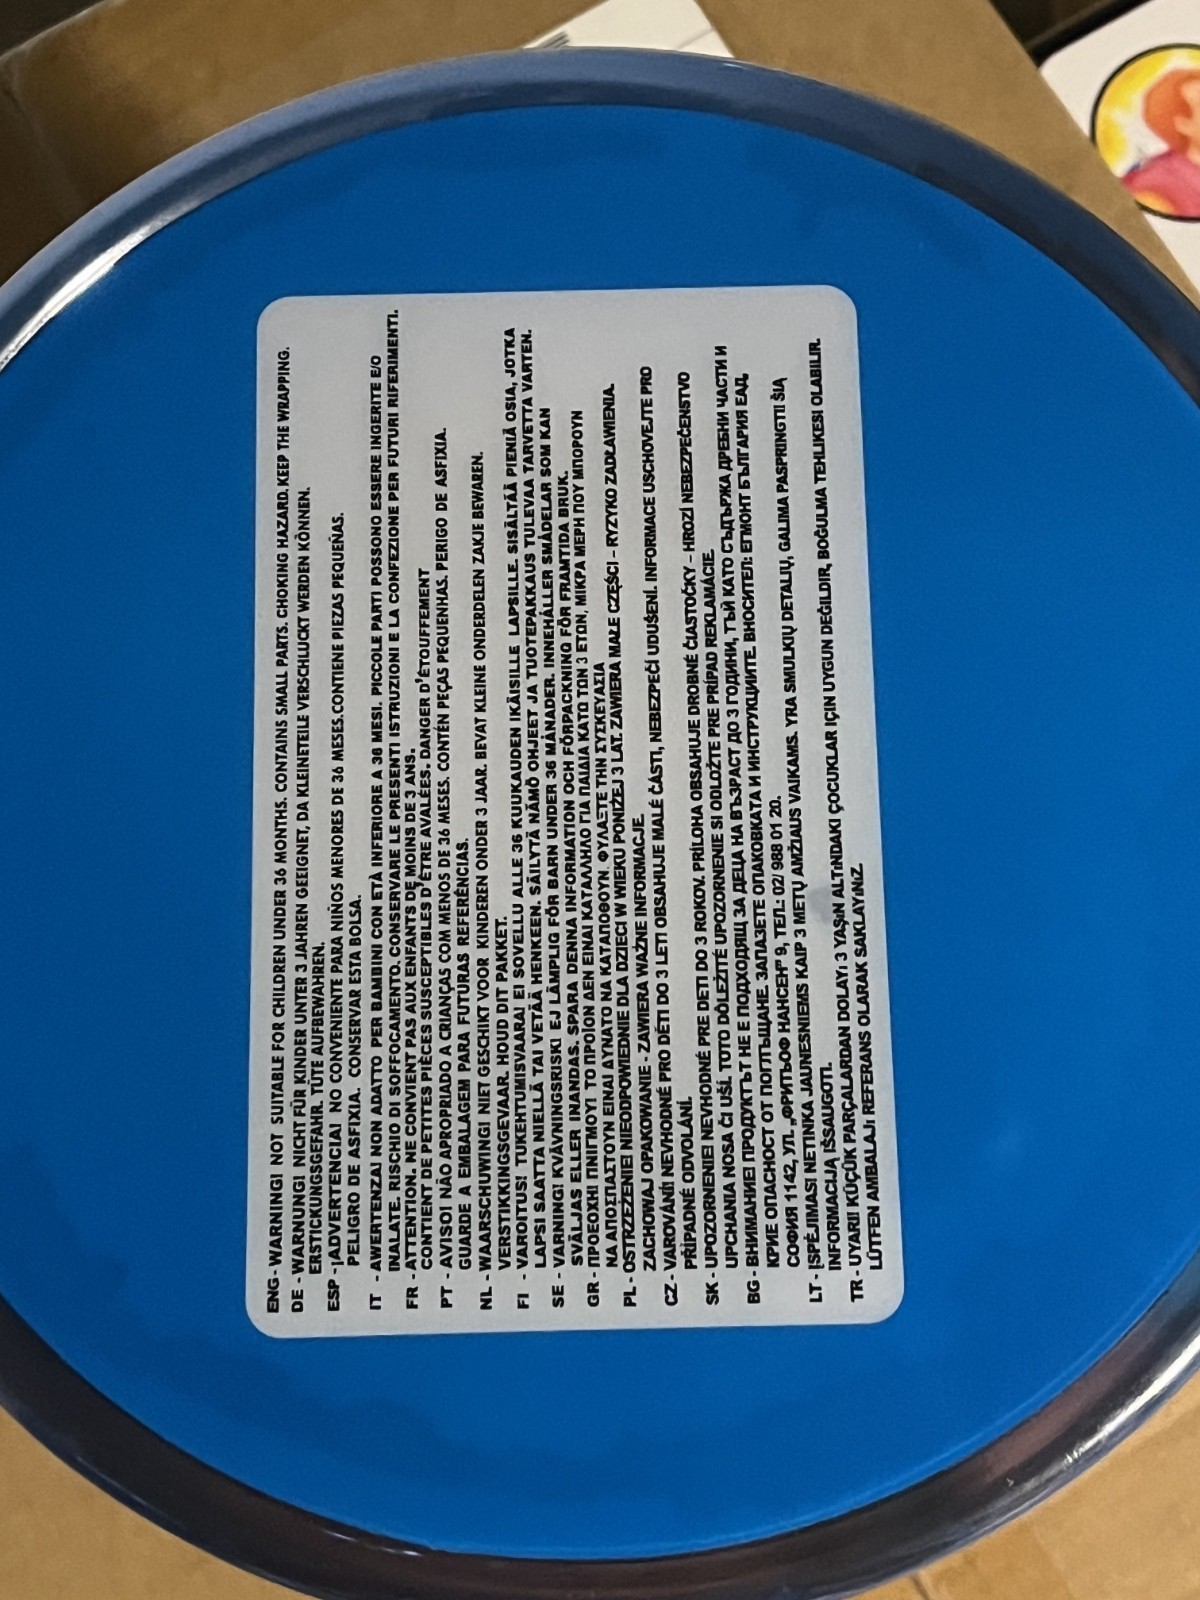 ENG - WARNING! NOT SUITABLE FOR CHILDREN UNDER 36 MONTHS. CONTAINS SMALL PARTS. CHOKING HAZARD. KEEP THE WRAPPING.
DE - WARNUNG! NICHT FÜR KINDER UNTER 3 JAHREN GEEIGNET, DA KLEINETEILE VERSCHLUCKT WERDEN KÖNNEN.
ERSTICKUNGSGEFAHR. TÜTE AUFBEWAHREN.
ESP - ¡ADVERTENCIA! NO CONVENIENTE PARA NIÑOS MENORES DE 36 MESES.CONTIENE PIEZAS PEQUEÑAS.
PELIGRO DE ASFIXIA. CONSERVAR ESTA BOLSA.
IT - AWERTENZA! NON ADATTO PER BAMBINI CON ETÀ INFERIORE A 36 MESI. PICCOLE PARTI POSSONO ESSERE INGERITE E/O
INALATE. RISCHIO DI SOFFOCAMENTO. CONSERVARE LE PRESENTI ISTRUZIONI E LA CONFEZIONE PER FUTURI RIFERIMENTI.
FR - ATTENTION. NE CONVIENT PAS AUX ENFANTS DE MOINS DE 3 ANS.
CONTIENT DE PETITES PIÈCES SUSCEPTIBLES D'ÊTRE AVALÉES. DANGER D'ÉTOUFFEMENT
PT - AVISO! NÃO APROPRIADO A CRIANÇAS COM MENOS DE 36 MESES. CONTÉN PEÇAS PEQUENHAS. PERIGO DE ASFIXIA.
GUARDE A EMBALAGEM PARA FUTURAS REFERÊNCIAS.
NL - WAARSCHUWING! NIET GESCHIKT VOOR KINDEREN ONDER 3 JAAR. BEVAT KLEINE ONDERDELEN ZAKJE BEWAREN.
VERSTIKKINGSGEVAAR. HOUD DIT PAKKET.
FI - VAROITUS! TUKEHTUMISVAARA! EI SOVELLU ALLE 36 KUUKAUDEN IKÄISILLE LAPSILLE. SISÄLTÄÄ PIENIÄ OSIA, JOTKA
LAPSI SAATTA NIELLÄ TAI VETÄÄ HENKEEN. SÄILYTÄ NÄMÖ OHJEET JA TUOTEPAKKAUS TULEVAA TARVETTA VARTEN.
SE - VARNING! KVÄVNINGSRISK! EJ LÄMPLIG FÖR BARN UNDER 36 MÅNADER. INNEHÅLLER SMÅDELAR SOM KAN
SVÄLJAS ELLER INANDAS. SPARA DENNA INFORMATION OCH FÖRPACKNING FÖR FRAMTIDA BRUK.
GR - ΠΡΟΕΟΧΗ! ΠΝΙΓΜΟΥ! ΤΟ ΠΡΟΪΟΝ ΔΕΝ ΕΙΝΑΙ ΚΑΤΑΛΛΗΛΟ ΓΙΑ ΠΑΙΔΙΑ ΚΑΤΩ ΤΩΝ 3 ΕΤΩΝ, ΜΙΚΡΑ ΜΕΡΗ ΠΟΥ ΜΠΟΡΟΥΝ
ΝΑ ΑΠΟΣΠΑΣΤΟΥΝ ΕΙΝΑΙ ΔΥΝΑΤΟ ΝΑ ΚΑΤΑΠΟΘΟΥΝ. ΦΥΛΑΞΤΕ ΤΗΝ ΣΥΣΚΕΥΑΣΙΑ
PL - OSTRZEŻENIE! NIEODPOWIEDNIE DLA DZIECI W WIEKU PONIŻEJ 3 LAT. ZAWIERA MAŁE CZĘŚCI – RYZYKO ZADŁAWIENIA.
ZACHOWAJ OPAKOWANIE - ZAWIERA WAŻNE INFORMACJE.
CZ - VAROVÁNÍ! NEVHODNÉ PRO DĚTI DO 3 LET! OBSAHUJE MALÉ ČÁSTI, NEBEZPEČÍ UDUŠENÍ. INFORMACE USCHOVEJTE PRO
PŘÍPADNÉ ODVOLÁNÍ.
SK - UPOZORNENIE! NEVHODNÉ PRE DETI DO 3 ROKOV. PRÍLOHA OBSAHUJE DROBNÉ ČIASTOČKY – HROZÍ NEBEZPEČENSTVO
UPCHANIA NOSA ČI UŠÍ. TOTO DÔLEŽITÉ UPOZORNENIE SI ODLOŽTE PRE PRÍPAD REKLAMÁCIE.
BG - ВНИМАНИЕ! ПРОДУКТЪТ НЕ Е ПОДХОДЯЩ ЗА ДЕЦА НА ВЪЗРАСТ ДО 3 ГОДИНИ, ТЪЙ КАТО СЪДЪРЖА ДРЕБНИ ЧАСТИ И
КРИЕ ОПАСНОСТ ОТ ПОГЛЪЩАНЕ. ЗАПАЗЕТЕ ОПАКОВКАТА И ИНСТРУКЦИИТЕ. ВНОСИТЕЛ: ЕГМОНТ БЪЛГАРИЯ ЕАД,
СОФИЯ 1142, УЛ. „ФРИТЬОФ НАНСЕН" 9, ТЕЛ.: 02/ 988 01 20.
LT - ĮSPĖJIMAS! NETINKA JAUNESNIEMS KAIP 3 METŲ AMŽIAUS VAIKAMS. YRA SMULKIŲ DETALIŲ, GALIMA PASPRINGTI! ŠIĄ
INFORMACIJĄ IŠSAUGOTI.
TR - UYARI! KÜÇÜK PARÇALARDAN DOLAYı 3 YAŞıN ALTıNDAKİ ÇOCUKLAR İÇİN UYGUN DEĞİLDİR, BOĞULMA TEHLİKESİ OLABİLİR.
LÜTFEN AMBALAJı REFERANS OLARAK SAKLAYıNıZ.